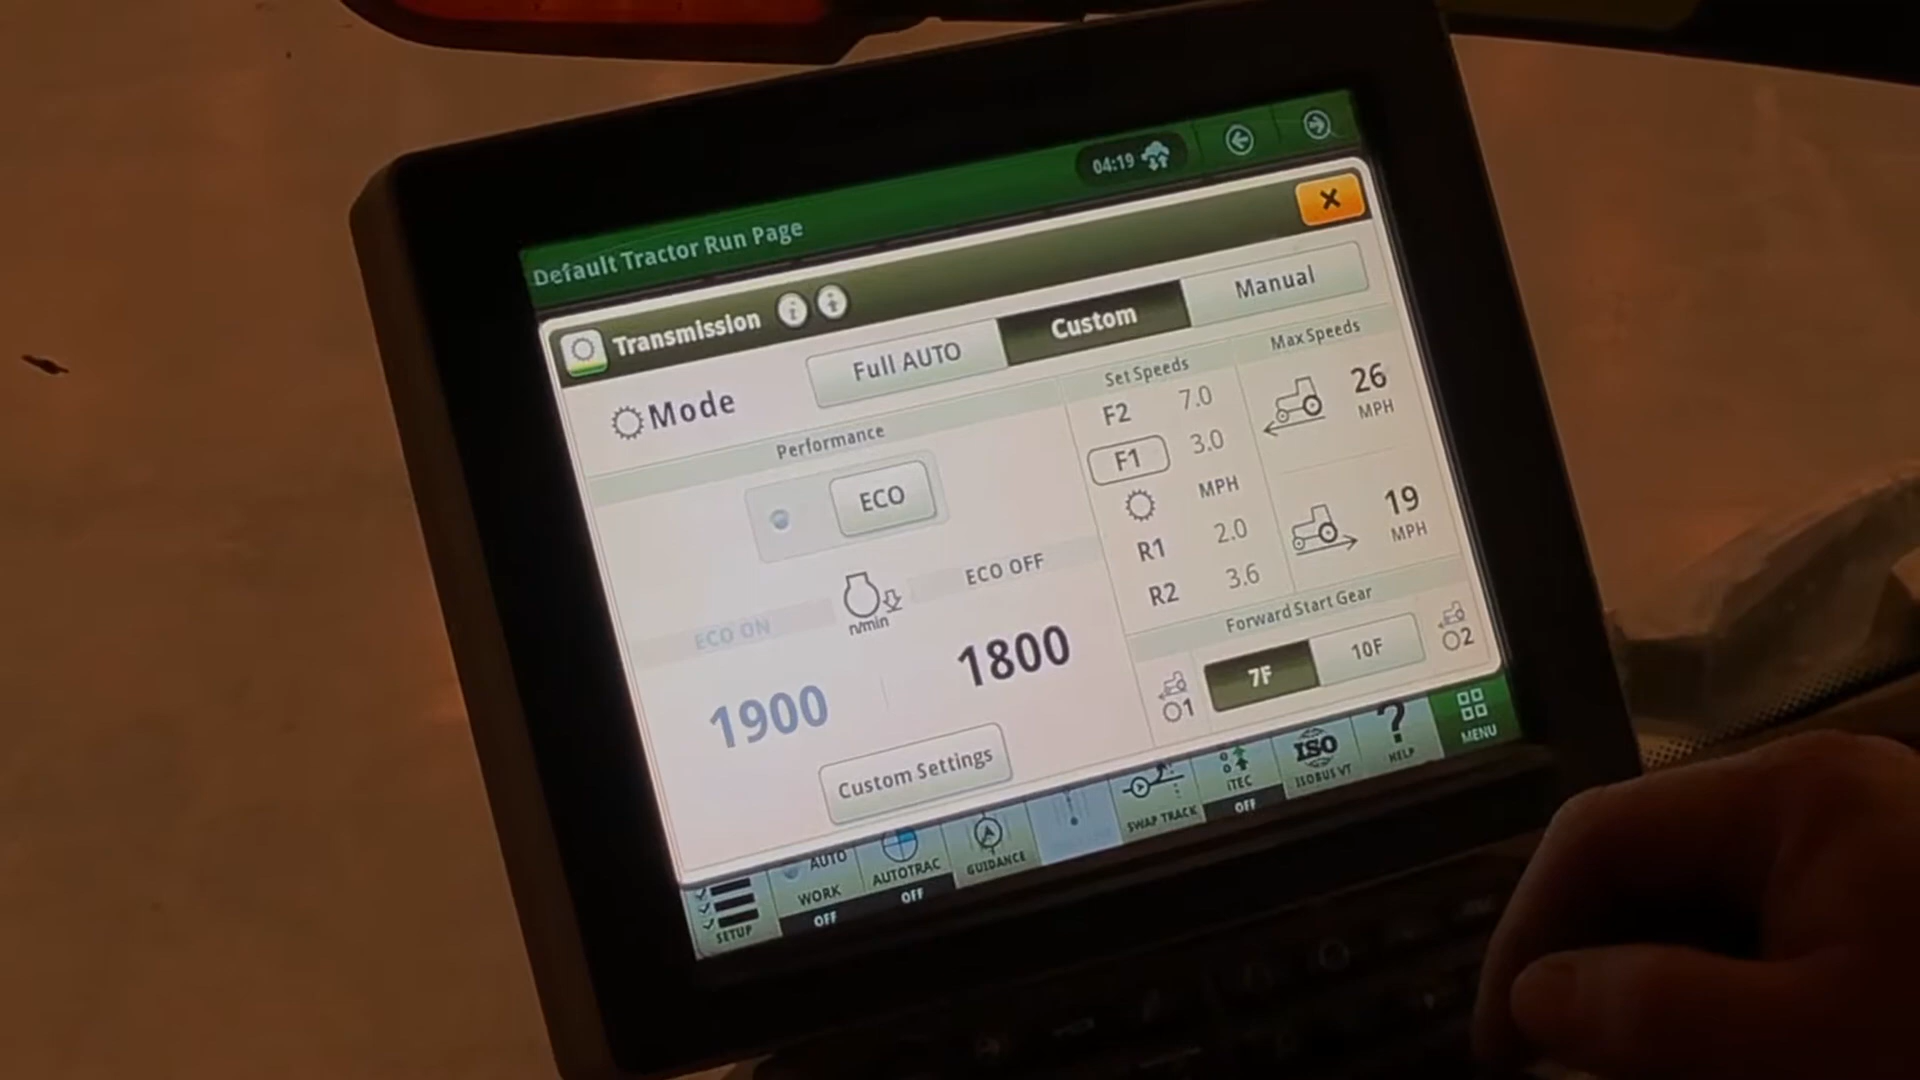 04:19
Default Tractor Run Page
Transmission
Mode
Full AUTO
Custom
Manual
Performance
ECO
ECO ON
ECO OFF
n/min
1900
1800
Custom Settings
Set Speeds
F2 7.0
F1 3.0
MPH
R1 2.0
R2 3.6
Max Speeds
26
MPH
19
MPH
Forward Start Gear
1
7F
10F
2
SETUP
AUTO
WORK
OFF
AUTOTRAC
OFF
GUIDANCE
SWAP TRACK
iTEC
OFF
ISO
ISOBUS VT
?
HELP
MENU